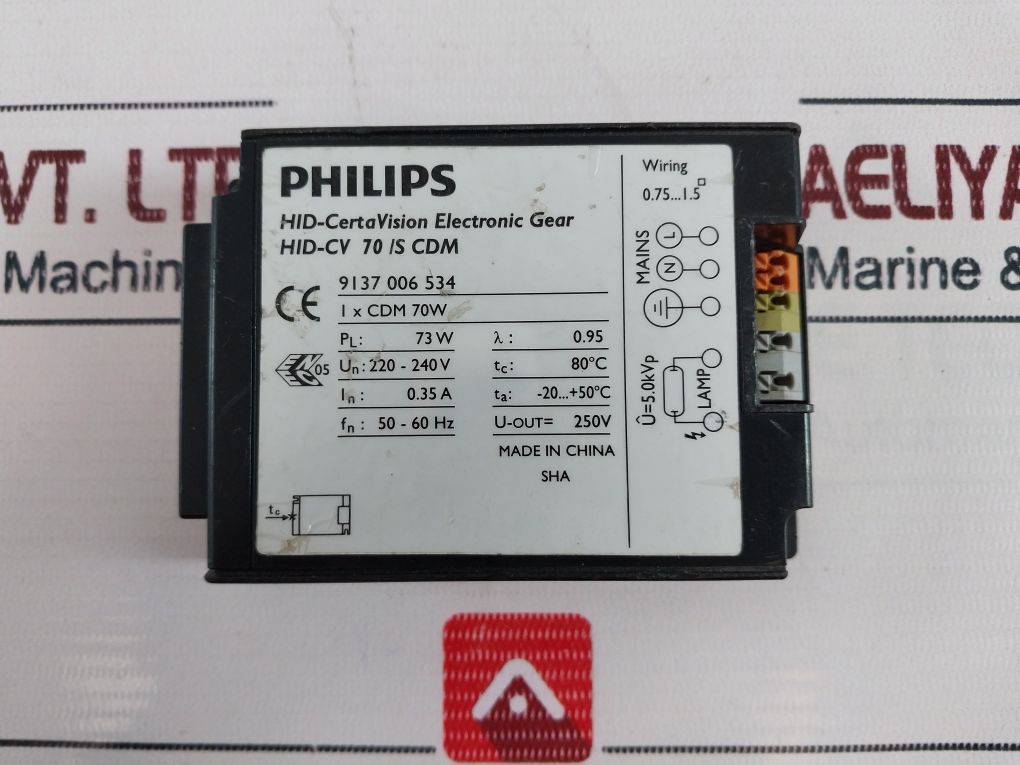 VT. LT
AELIYA
Machin
Marine &
PHILIPS
HID-CertaVision Electronic Gear
HID-CV 70 /S CDM
CE
9137 006 534
1 x CDM 70W
PL: 73 W
λ : 0.95
05
Un: 220 - 240 V
tc: 80°C
In : 0.35 A
ta: -20...+50°C
fn : 50 - 60 Hz
U-OUT= 250V
MADE IN CHINA
SHA
tc
Wiring
0.75...1.5□
MAINS
L
N
Û=5.0kVp
LAMP